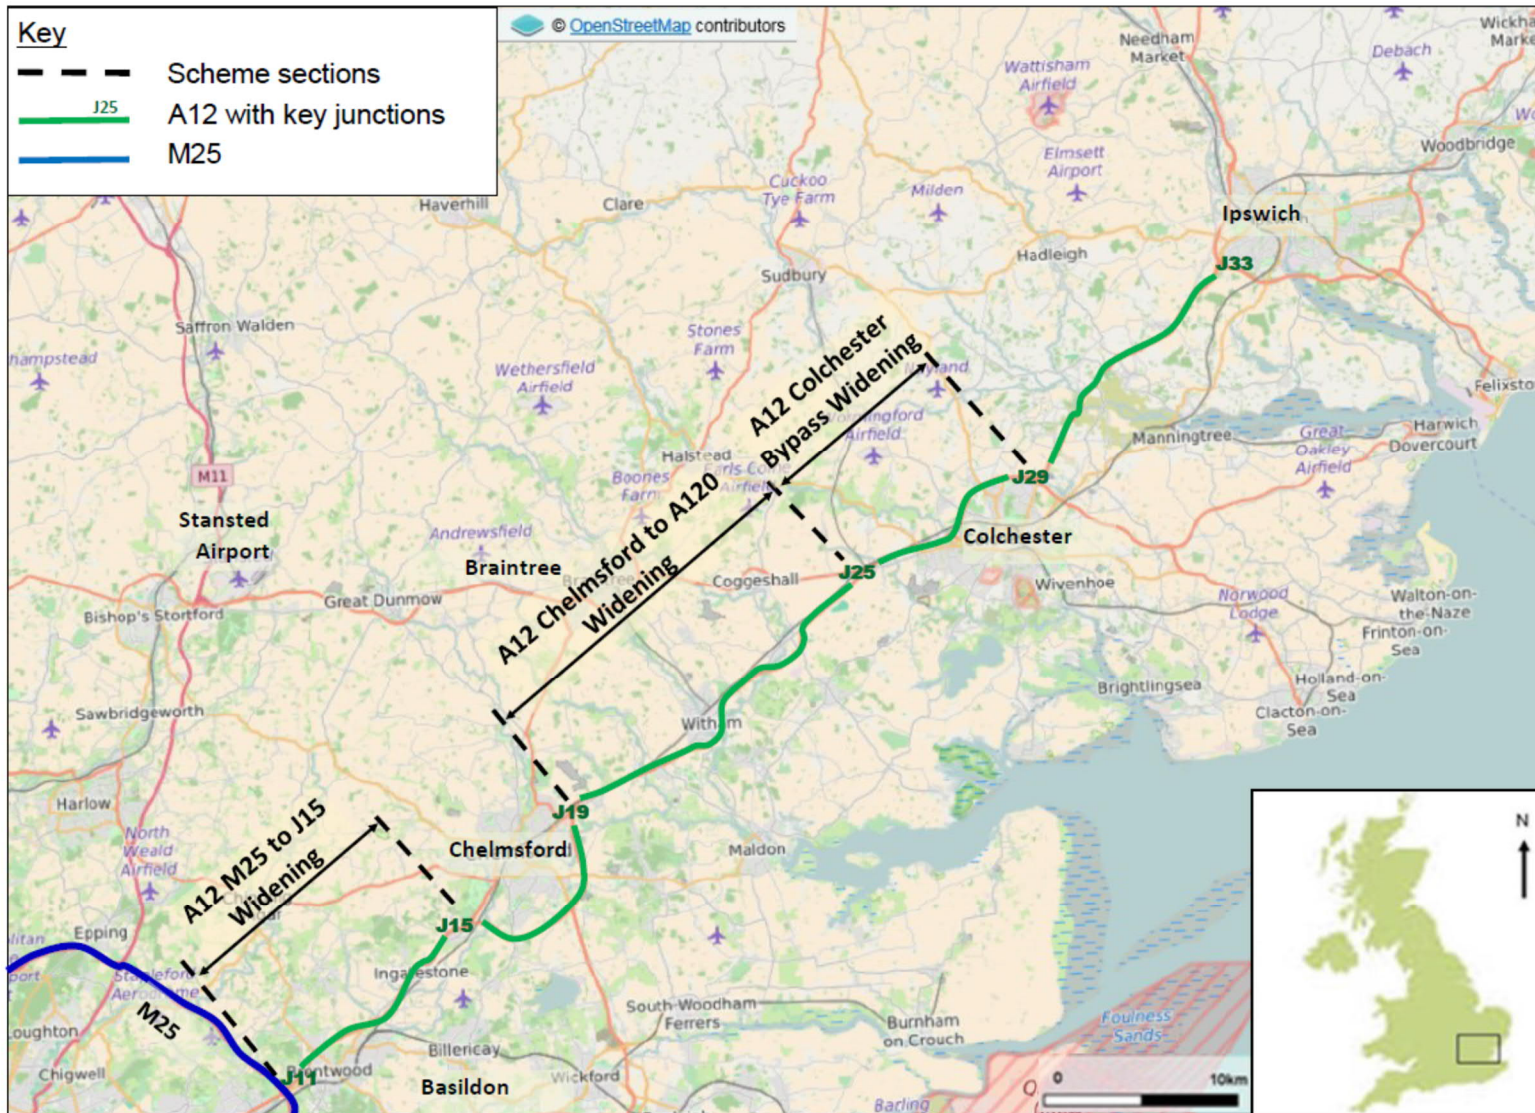 Key
Scheme sections
J25
A12 with key junctions
M25
© OpenStreetMap contributors
Needham
Market
Debach
Wattisham
Airfield
Woodbridge
Elmsett
Airport
Cuckoo
Tye Farm
Milden
Haverhill
Clare
Ipswich
Hadleigh
J33
Sudbury
Saffron Walden
Stones
Farm
Wethersfield
Airfield
A12 Colchester
Bypass Widening
Harwich
Dovercourt
Manningtree
Great
Oakley
Airfield
Halstead
Boones
Farm
M11
J29
Stansted
Airport
Andrewsfield
Colchester
A12 Chelmsford to A120
Widening
Braintree
Coggeshall
J25
Wivenhoe
Great Dunmow
Bishop's Stortford
Norwood
Lodge
Walton-on
the-Naze
Frinton-on-
Sea
Holland-on-
Sea
Brightlingsea
Clacton-on-
Sea
Sawbridgeworth
Witham
Harlow
J19
North
Weald
Airfield
Chelmsford
Maldon
A12 M25 to J15
Widening
Epping
J15
Ingatestone
Stapleford
Aerodrome
M25
South-Woodham
Ferrers
Burnham
on-Crouch
Foulness
Sands
Loughton
Billericay
Chigwell
J11
Brentwood
Basildon
Wickford
Barling
0
10km
N